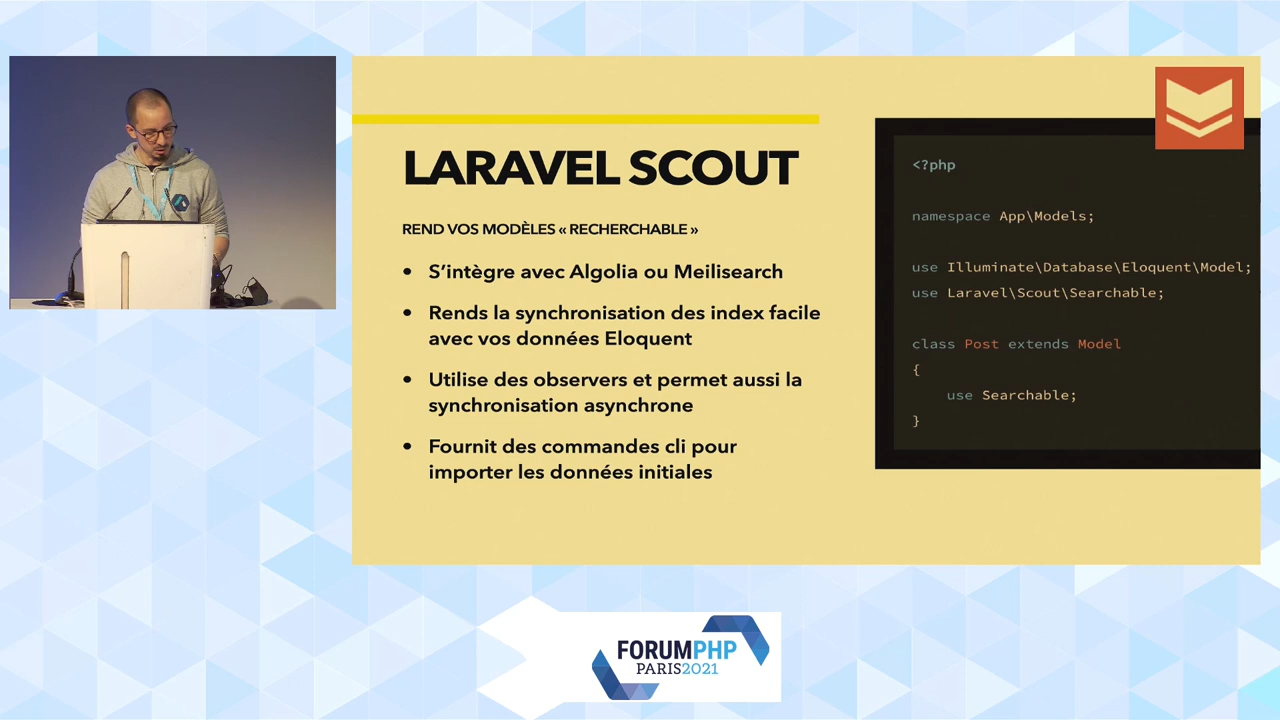 LARAVEL SCOUT
REND VOS MODÈLES « RECHERCHABLE »
• S’intègre avec Algolia ou Meilisearch
• Rends la synchronisation des index facile
avec vos données Eloquent
• Utilise des observers et permet aussi la
synchronisation asynchrone
• Fournit des commandes cli pour
importer les données initiales
<?php
namespace App\Models;
use Illuminate\Database\Eloquent\Model;
use Laravel\Scout\Searchable;
class Post extends Model
{
use Searchable;
}
FORUMPHP
PARIS2021